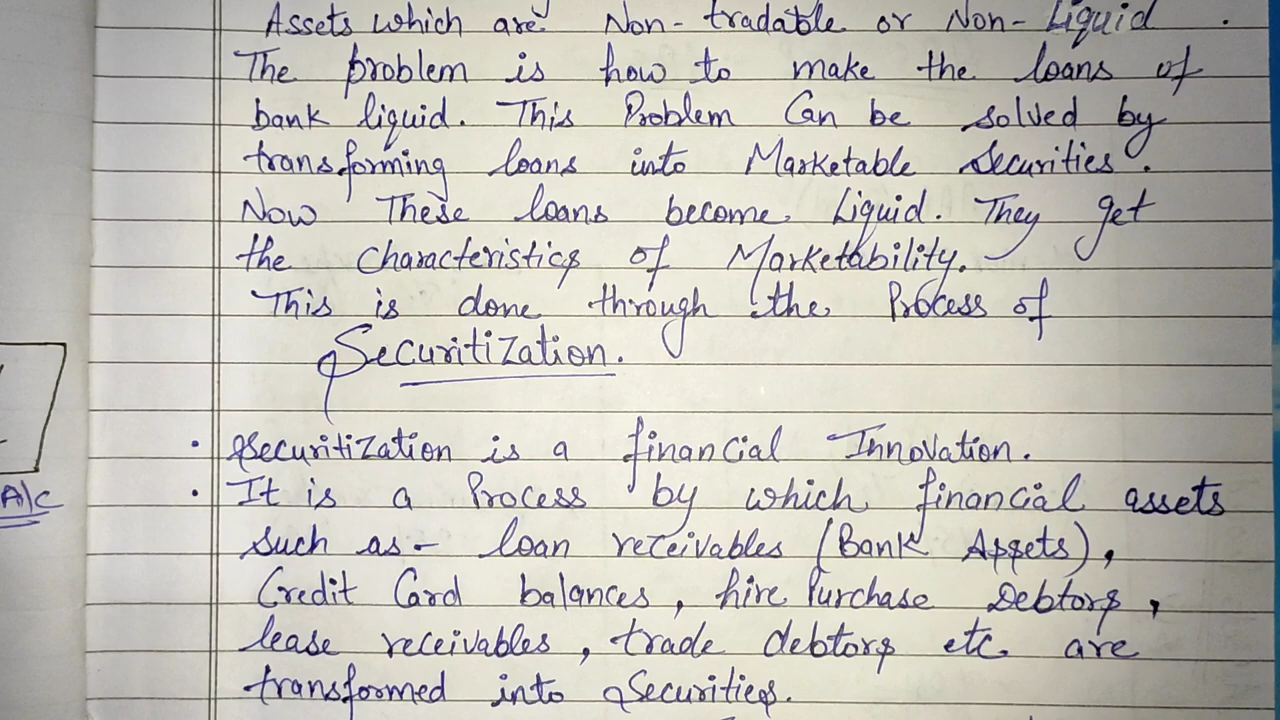 Assets which are Non-tradable or Non-Liquid.
The problem is how to make the loans of
bank liquid. This Problem Can be solved by
transforming loans into Marketable Securities.
Now These loans become Liquid. They get
the characteristics of Marketability.
This is done through the Process of
Securitization.
• Securitization is a financial Innovation.
A/c
• It is a Process by which financial assets
such as - loan receivables (Bank Assets),
Credit Card balances, hire Purchase Debtors,
lease receivables, trade debtors etc. are
transformed into Securities.